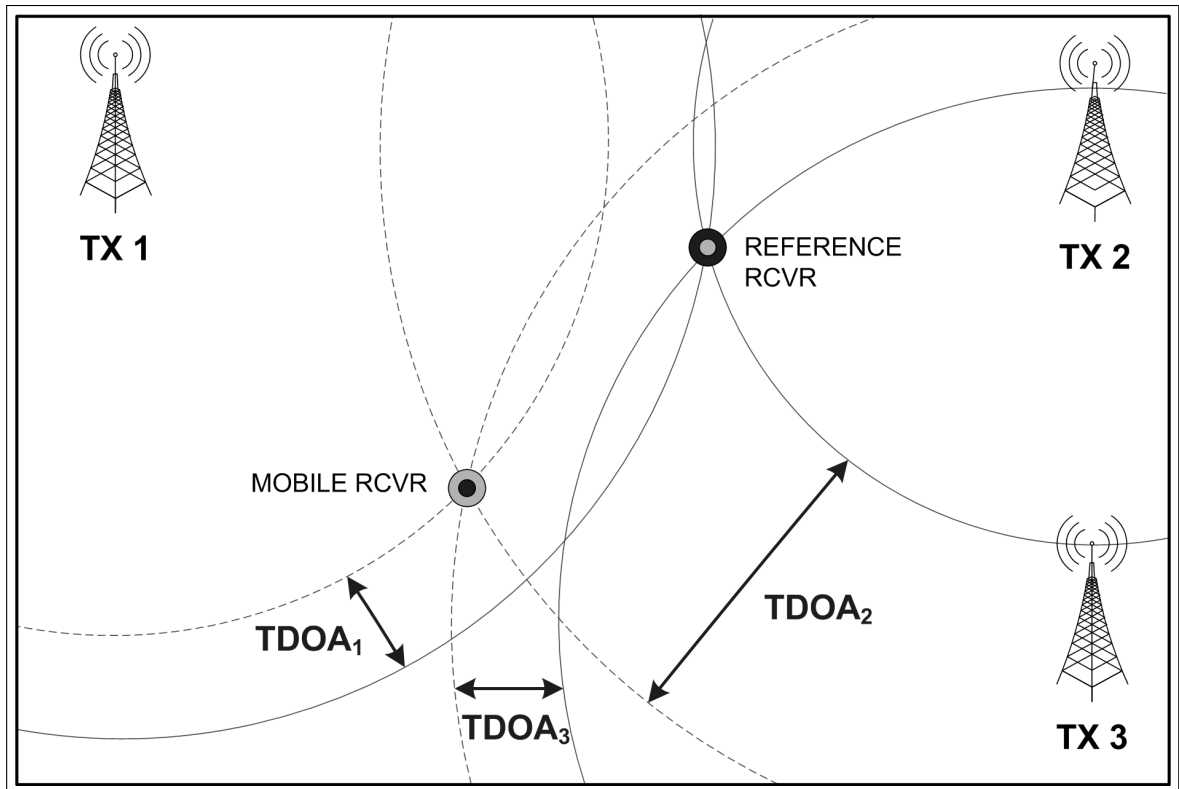 TX 1
TX 2
REFERENCE
RCVR
MOBILE RCVR
TDOA₁
TDOA₂
TDOA₃
TX 3